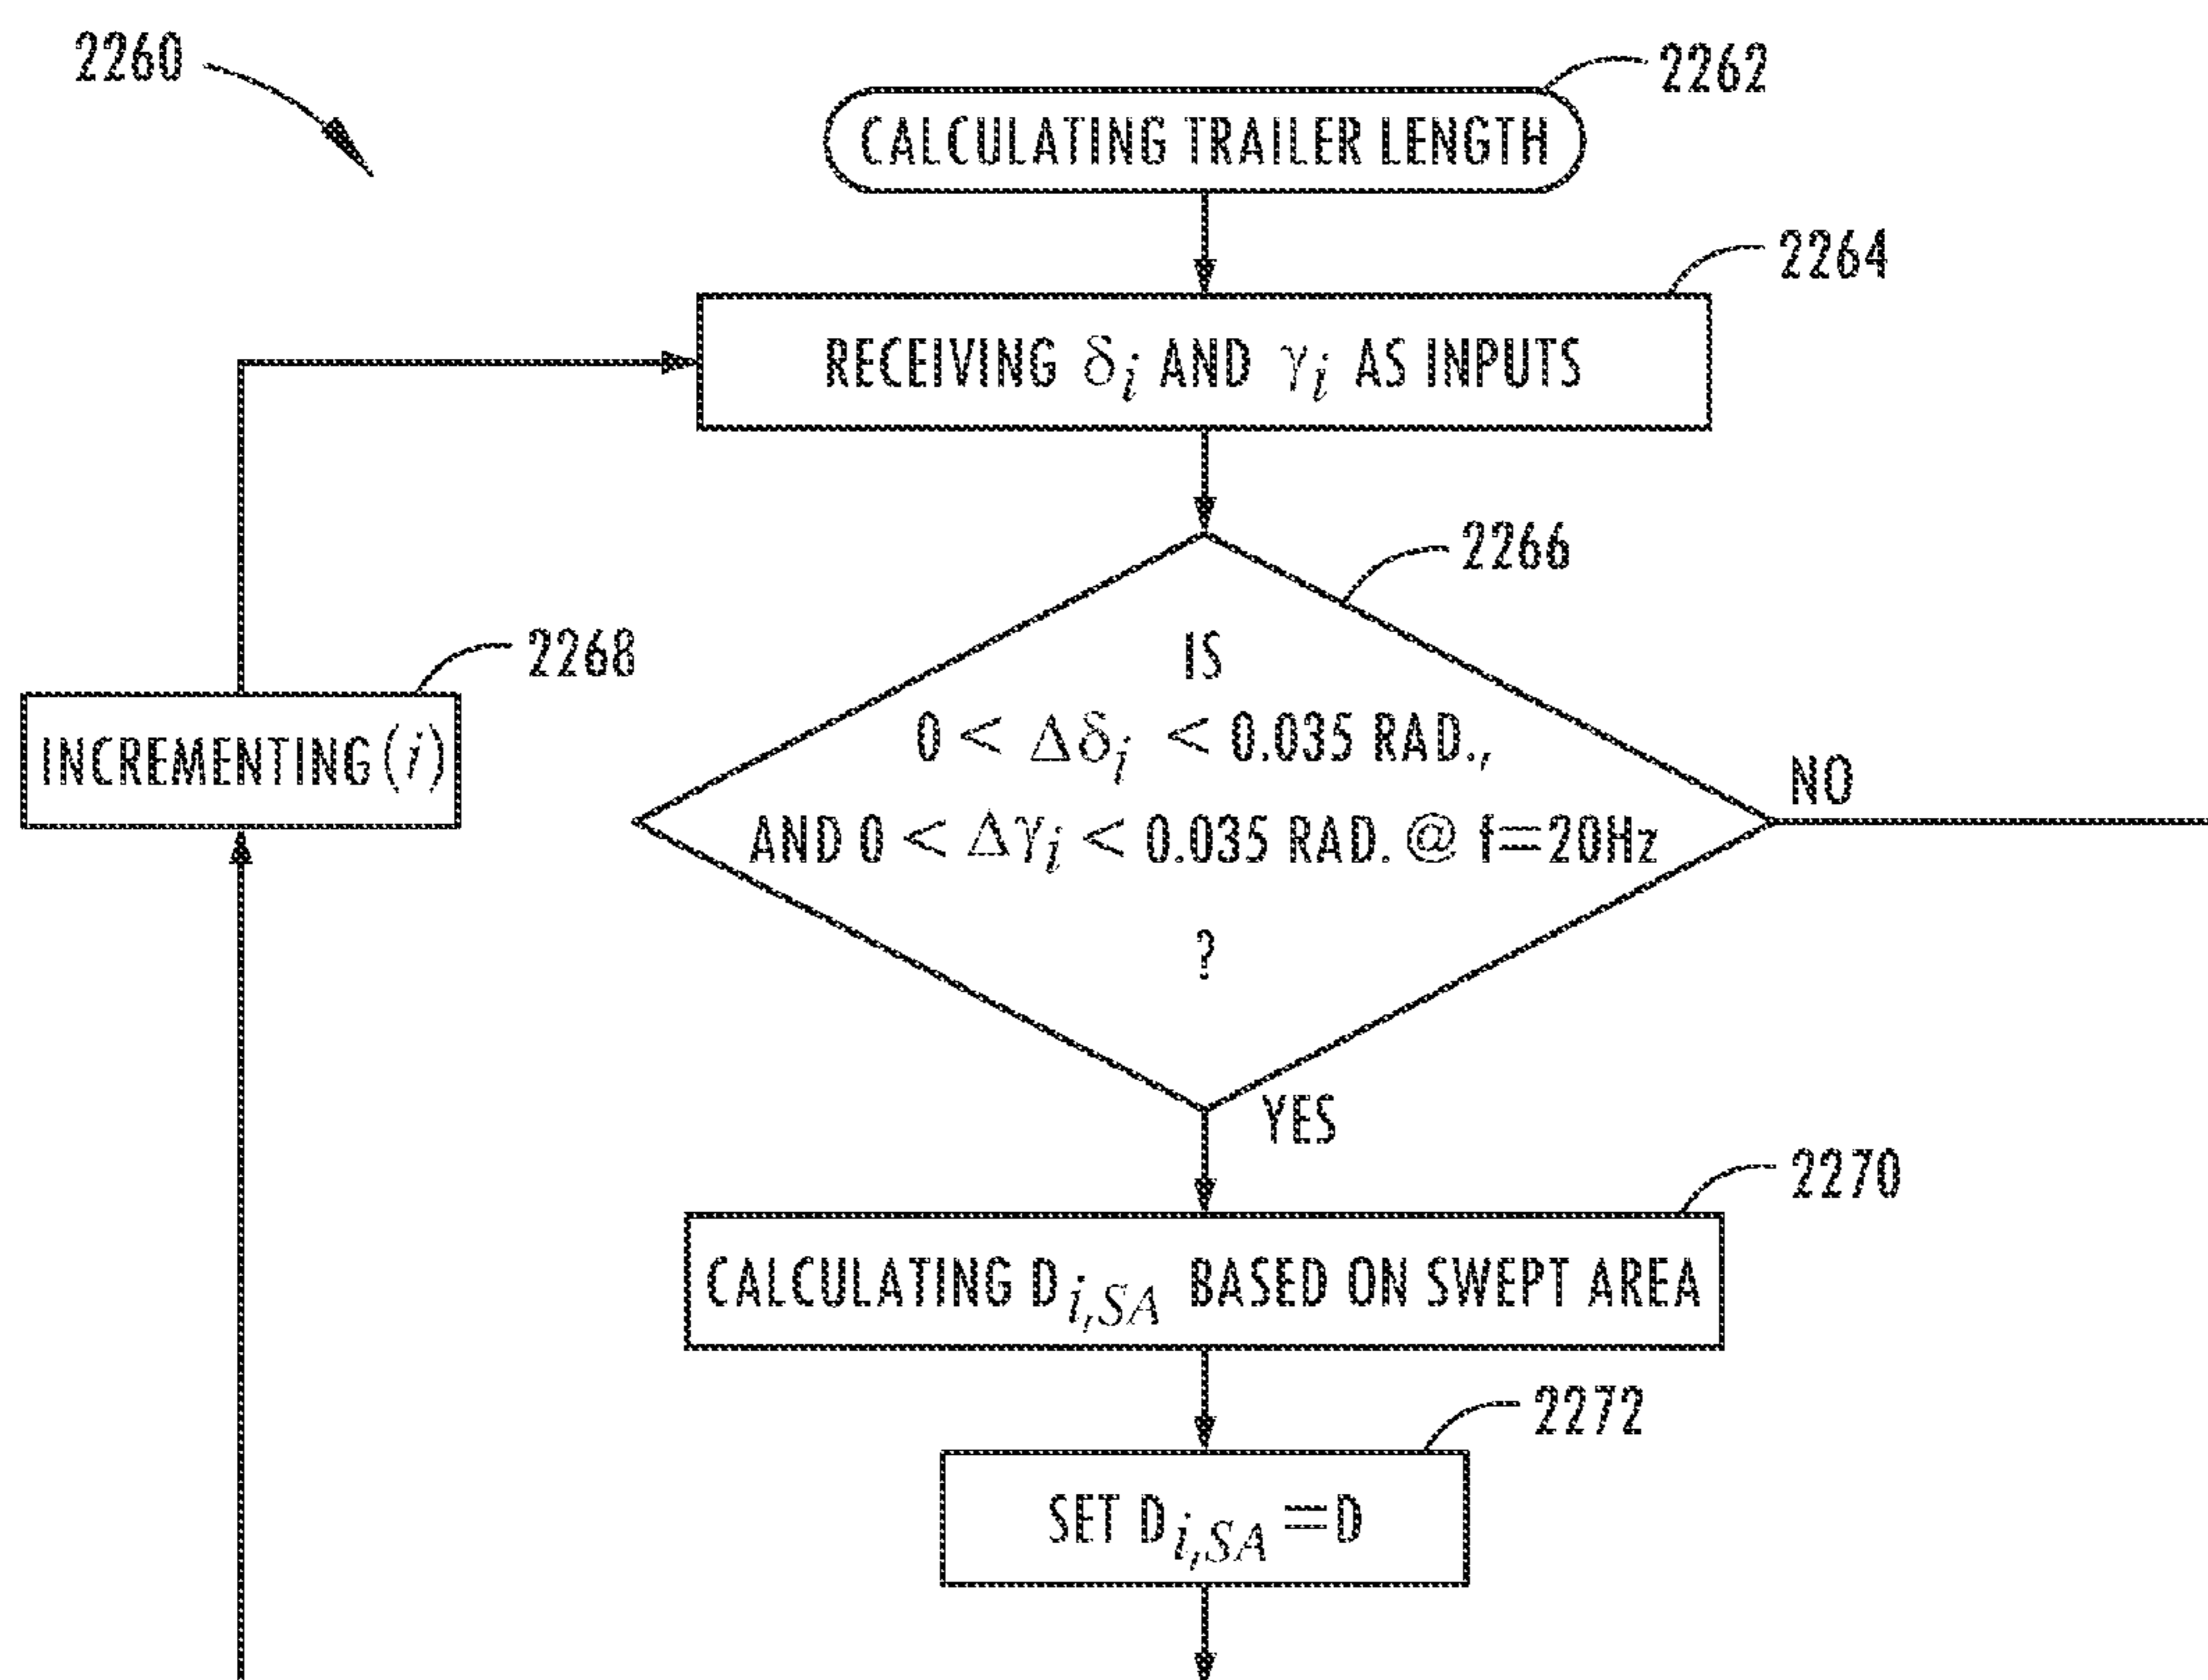 2260
2262
CALCULATING TRAILER LENGTH
2264
RECEIVING δi AND γi AS INPUTS
2266
IS
0 < Δδi < 0.035 RAD.,
AND 0 < Δγi < 0.035 RAD. @ f=20Hz
?
NO
2268
INCREMENTING (i)
YES
2270
CALCULATING Di,SA BASED ON SWEPT AREA
2272
SET Di,SA =D